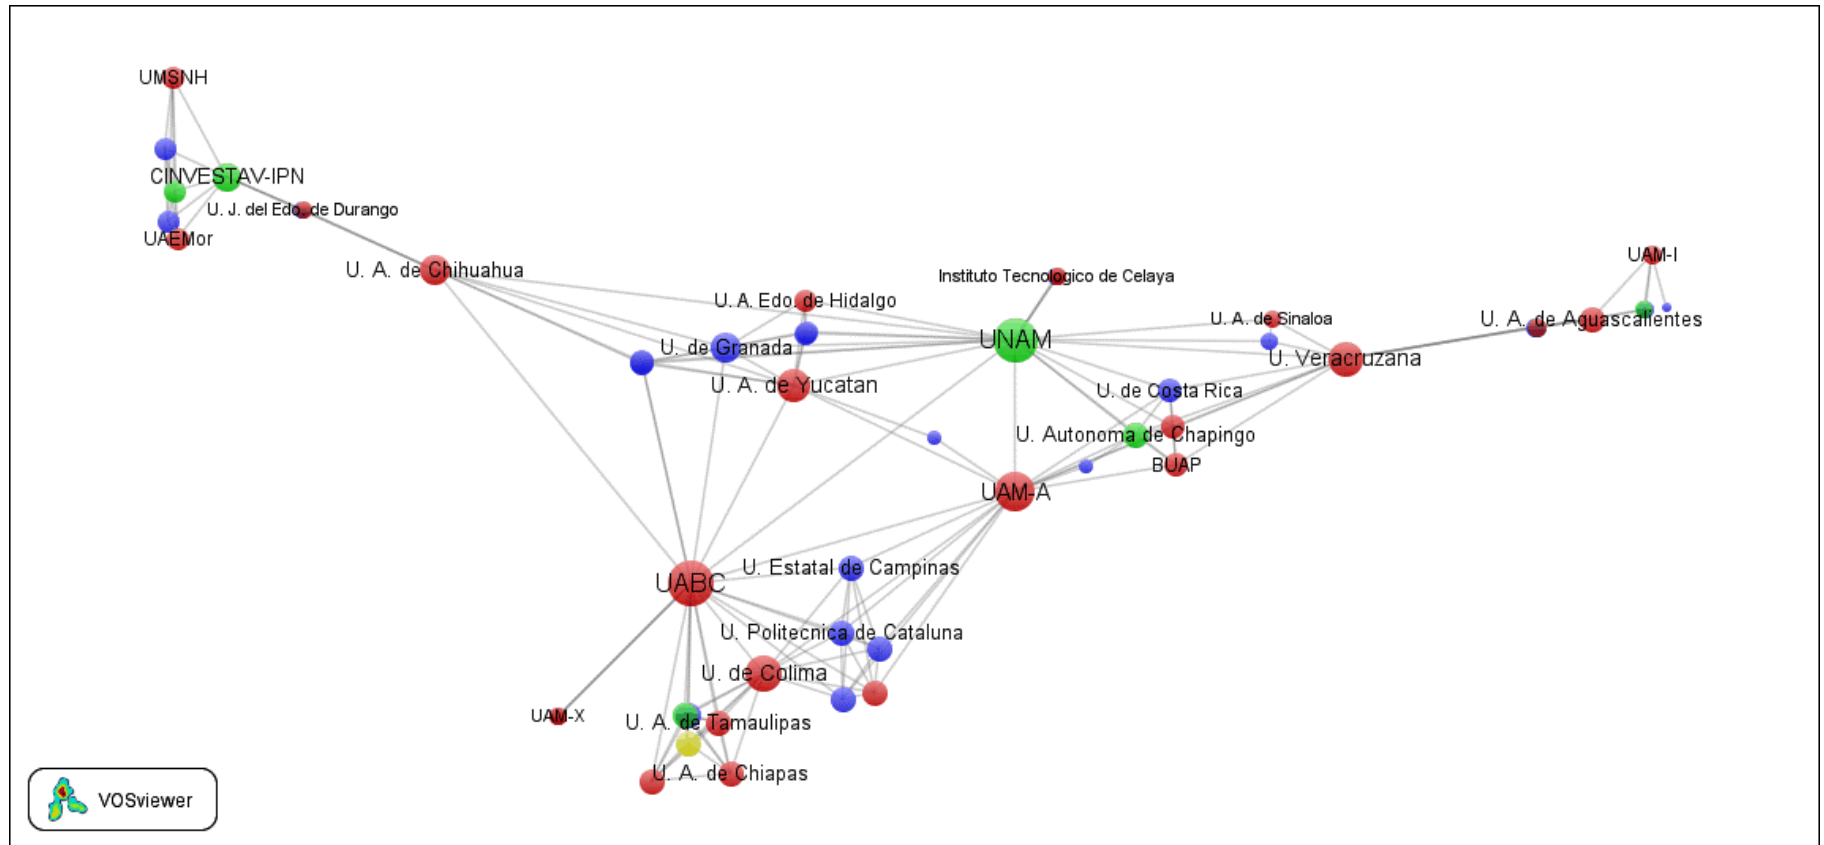 UMSNH
CINVESTAV-IPN
U. J. del Edo. de Durango
UAEMor
UAM-I
U. A. de Chihuahua
Instituto Tecnologico de Celaya
U. A. Edo. de Hidalgo
U. A. de Sinaloa
U. A. de Aguascalientes
UNAM
U. de Granada
U. Veracruzana
U. A. de Yucatan
U. de Costa Rica
U. Autonoma de Chapingo
BUAP
UAM-A
U. Estatal de Campinas
UABC
U. Politecnica de Cataluna
U. de Colima
UAM-X
U. A. de Tamaulipas
U. A. de Chiapas
VOSviewer